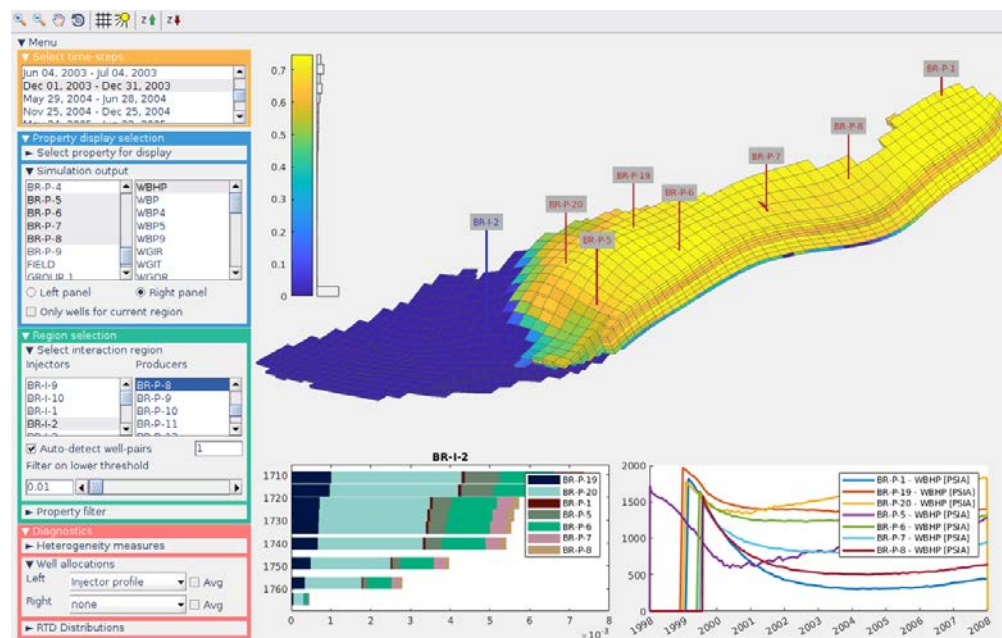 Z Z
▼ Menu
▼ Select time-steps
Jun 04, 2003 - Jul 04, 2003
Dec 01, 2003 - Dec 31, 2003
May 29, 2004 - Jun 28, 2004
Nov 25, 2004 - Dec 25, 2004
▼ Property display selection
► Select property for display
▼ Simulation output
BR-P-4 WBHP
BR-P-5 WBP
BR-P-6 WBP4
BR-P-7 WBP5
BR-P-8 WBP9
BR-P-9 WGIR
FIELD WGIT
GROUP 1 WGOR
Left panel Right panel
Only wells for current region
▼ Region selection
▼ Select interaction region
Injectors Producers
BR-I-9 BR-P-8
BR-I-10 BR-P-9
BR-I-1 BR-P-10
BR-I-2 BR-P-11
Auto-detect well-pairs 1
Filter on lower threshold
0.01
► Property filter
▼ Diagnostics
► Heterogeneity measures
▼ Well allocations
Left Injector profile Avg
Right none Avg
► RTD Distributions
0.7
0.6
0.5
0.4
0.3
0.2
0.1
0
BR-P-1
BR-P-8
BR-P-7
BR-P-19
BR-P-6
BR-P-20
BR-I-2
BR-P-5
BR-I-2
1710
1720
1730
1740
1750
1760
0 1 2 3 4 5 6 7 8
×10⁻³
BR-P-19
BR-P-20
BR-P-1
BR-P-5
BR-P-6
BR-P-7
BR-P-8
2000
1500
1000
500
0
BR-P-1 - WBHP [PSIA]
BR-P-19 - WBHP [PSIA]
BR-P-20 - WBHP [PSIA]
BR-P-5 - WBHP [PSIA]
BR-P-6 - WBHP [PSIA]
BR-P-7 - WBHP [PSIA]
BR-P-8 - WBHP [PSIA]
1998 1999 2000 2001 2002 2003 2004 2005 2006 2007 2008